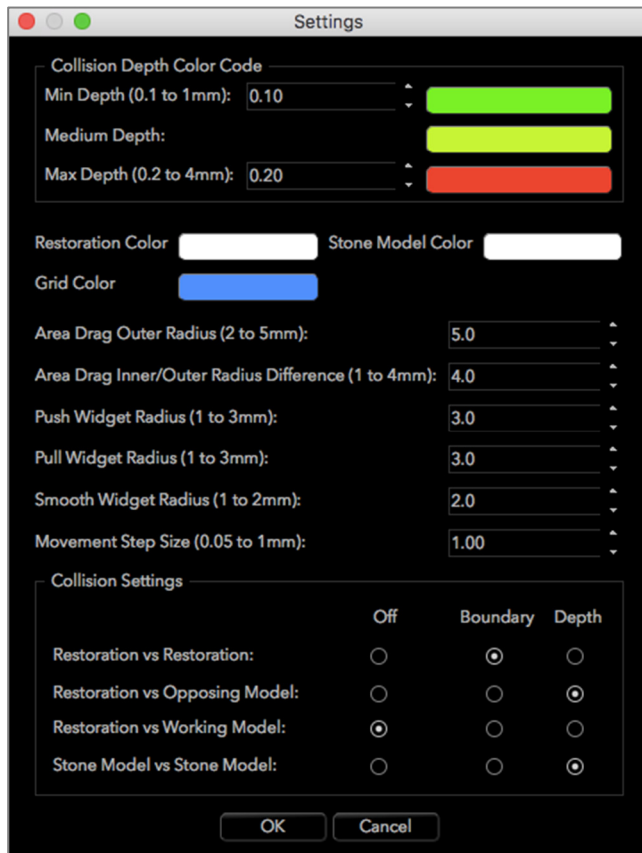 Settings
Collision Depth Color Code
Min Depth (0.1 to 1mm): 0.10
Medium Depth:
Max Depth (0.2 to 4mm): 0.20
Restoration Color Stone Model Color
Grid Color
Area Drag Outer Radius (2 to 5mm): 5.0
Area Drag Inner/Outer Radius Difference (1 to 4mm): 4.0
Push Widget Radius (1 to 3mm): 3.0
Pull Widget Radius (1 to 3mm): 3.0
Smooth Widget Radius (1 to 2mm): 2.0
Movement Step Size (0.05 to 1mm): 1.00
Collision Settings
Off Boundary Depth
Restoration vs Restoration:
Restoration vs Opposing Model:
Restoration vs Working Model:
Stone Model vs Stone Model:
OK Cancel